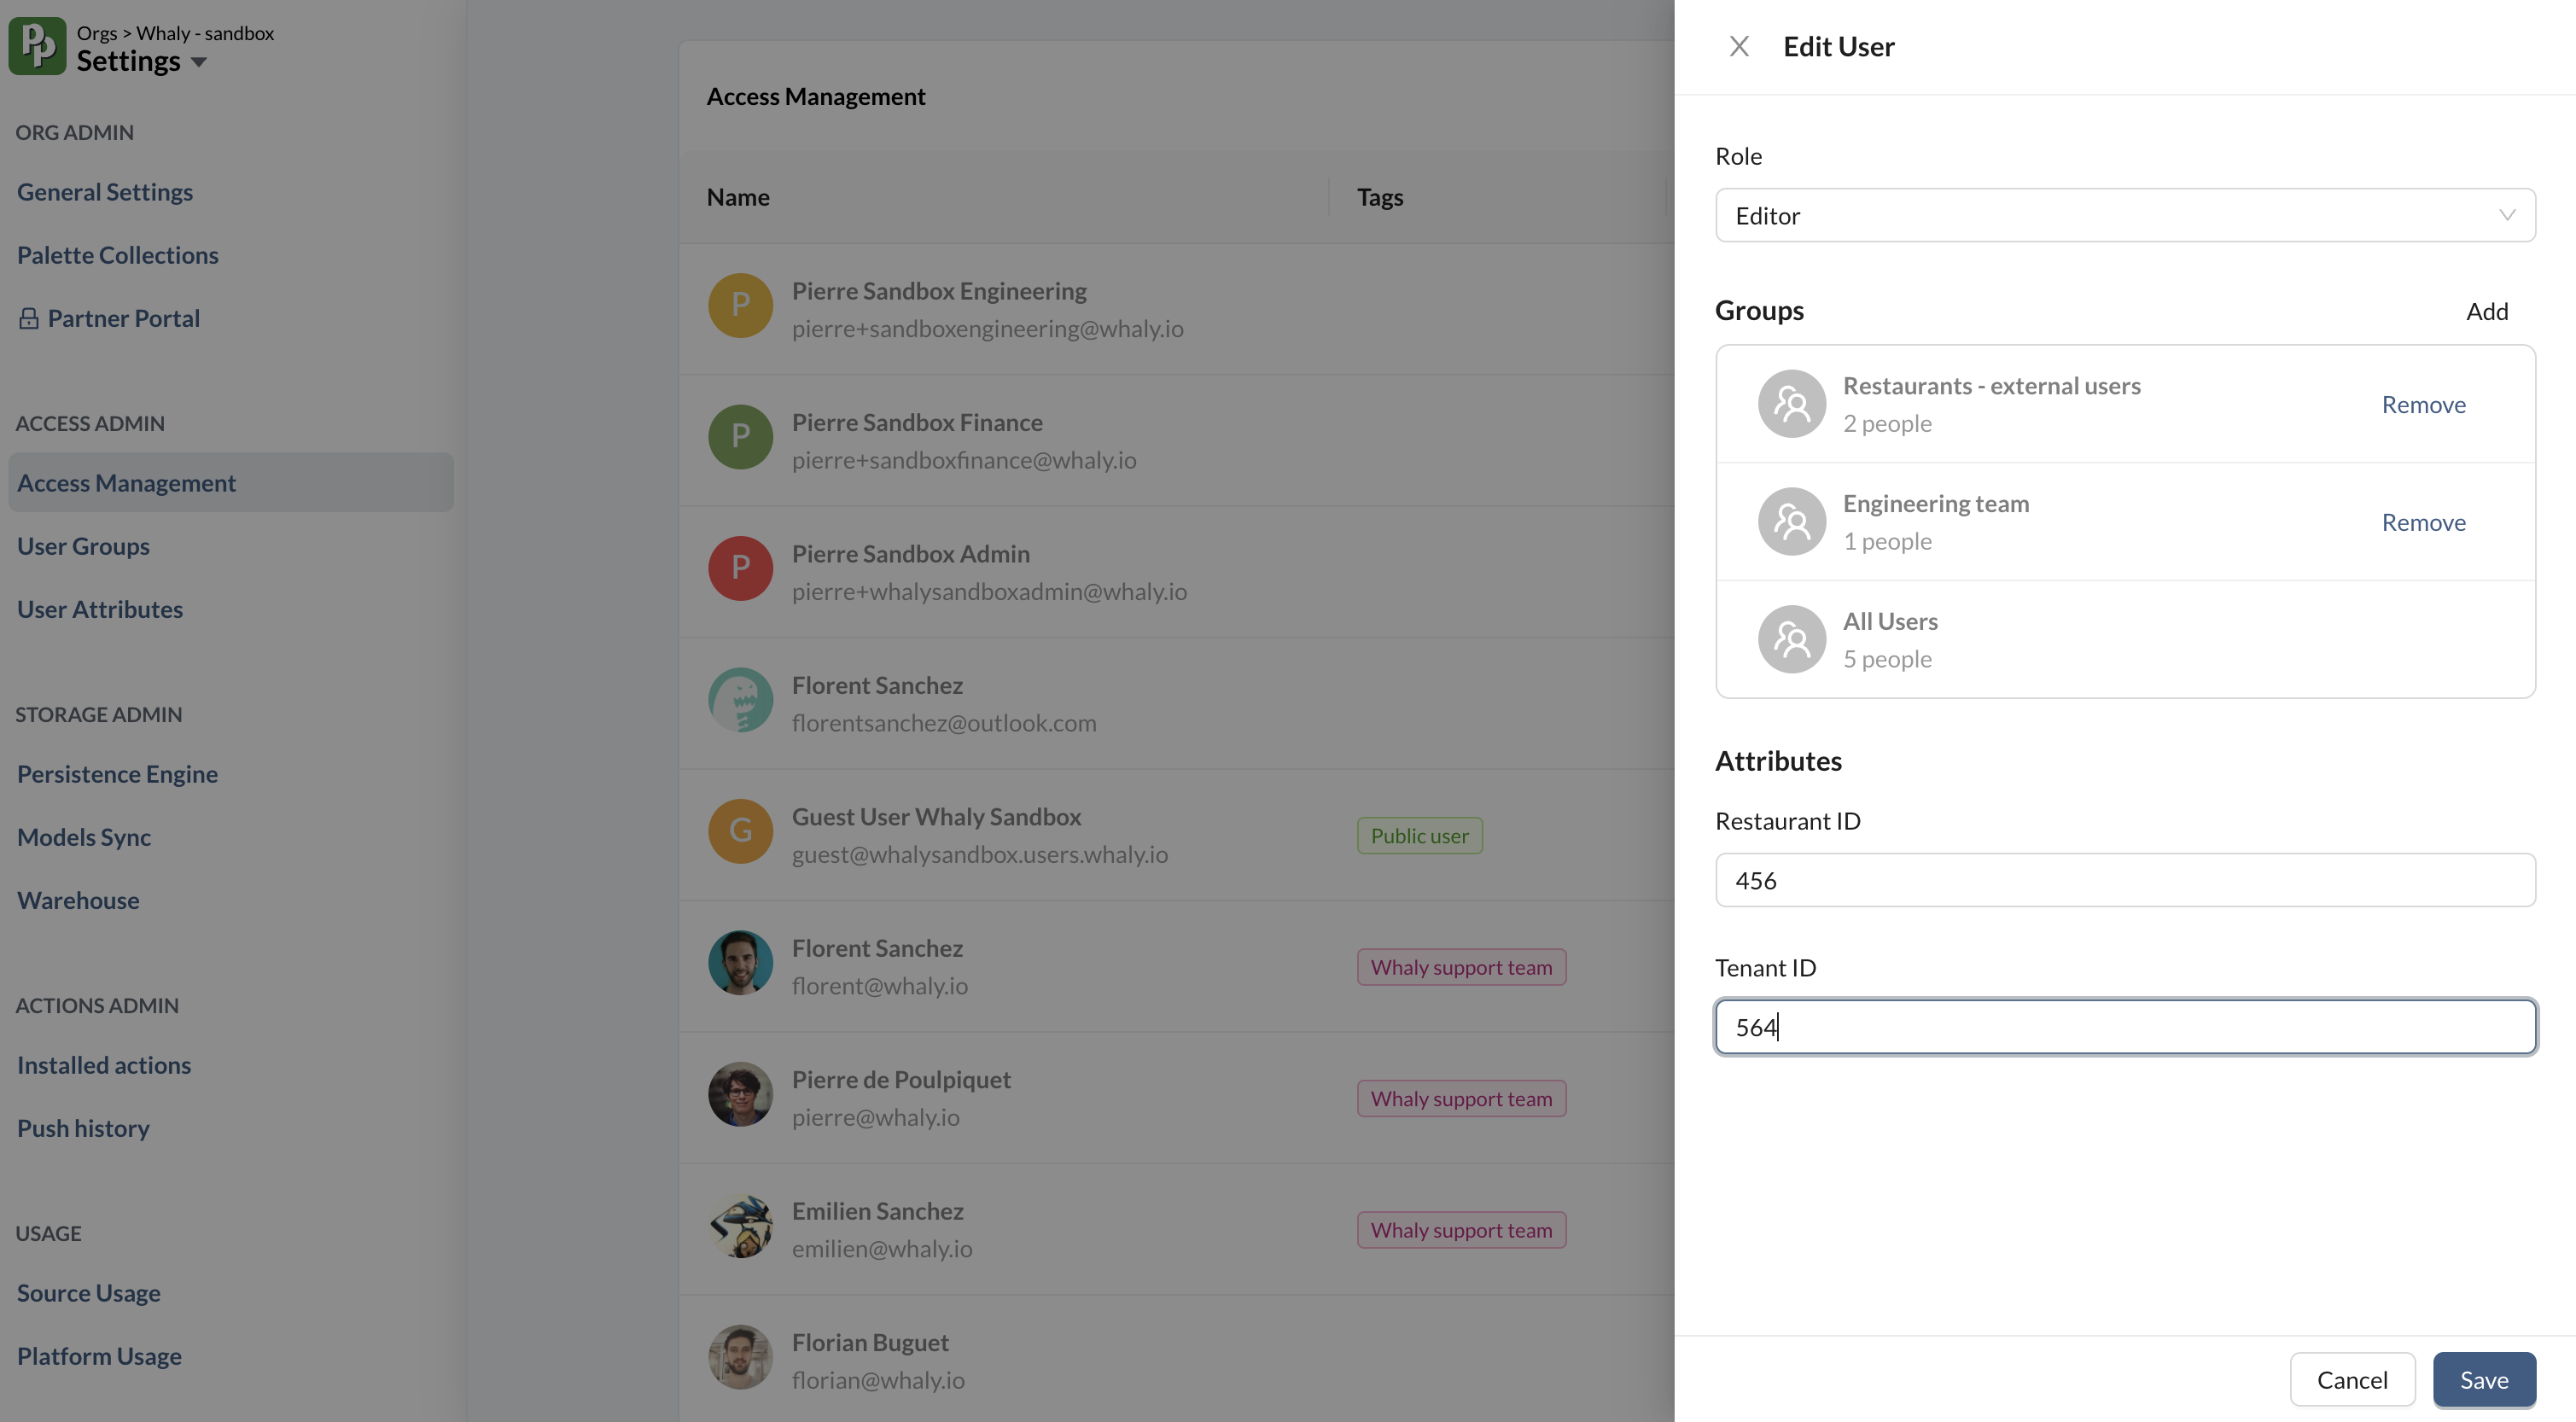 Orgs > Whaly - sandbox
Settings
ORG ADMIN
General Settings
Palette Collections
Partner Portal
ACCESS ADMIN
Access Management
User Groups
User Attributes
STORAGE ADMIN
Persistence Engine
Models Sync
Warehouse
ACTIONS ADMIN
Installed actions
Push history
USAGE
Source Usage
Platform Usage
Access Management
Name Tags
P
Pierre Sandbox Engineering
pierre+sandboxengineering@whaly.io
P
Pierre Sandbox Finance
pierre+sandboxfinance@whaly.io
P
Pierre Sandbox Admin
pierre+whalysandboxadmin@whaly.io
Florent Sanchez
florentsanchez@outlook.com
G
Guest User Whaly Sandbox
guest@whalysandbox.users.whaly.io
Public user
Florent Sanchez
florent@whaly.io
Whaly support team
Pierre de Poulpiquet
pierre@whaly.io
Whaly support team
Emilien Sanchez
emilien@whaly.io
Whaly support team
Florian Buguet
florian@whaly.io
Edit User
Role
Editor
Groups Add
Restaurants - external users
2 people
Remove
Engineering team
1 people
Remove
All Users
5 people
Attributes
Restaurant ID
456
Tenant ID
564
Cancel Save